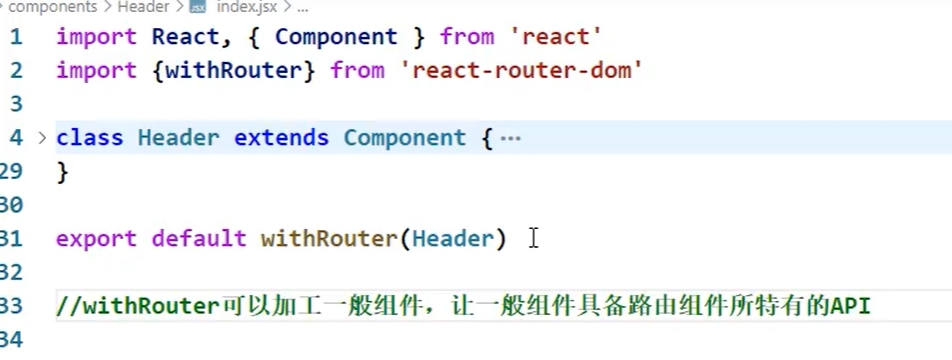 components > Header > index.jsx > ...
1 import React, { Component } from 'react'
2 import {withRouter} from 'react-router-dom'
3
4 > class Header extends Component { ···
29 }
30
31 export default withRouter(Header)
32
33 //withRouter可以加工一般组件，让一般组件具备路由组件所特有的API
34